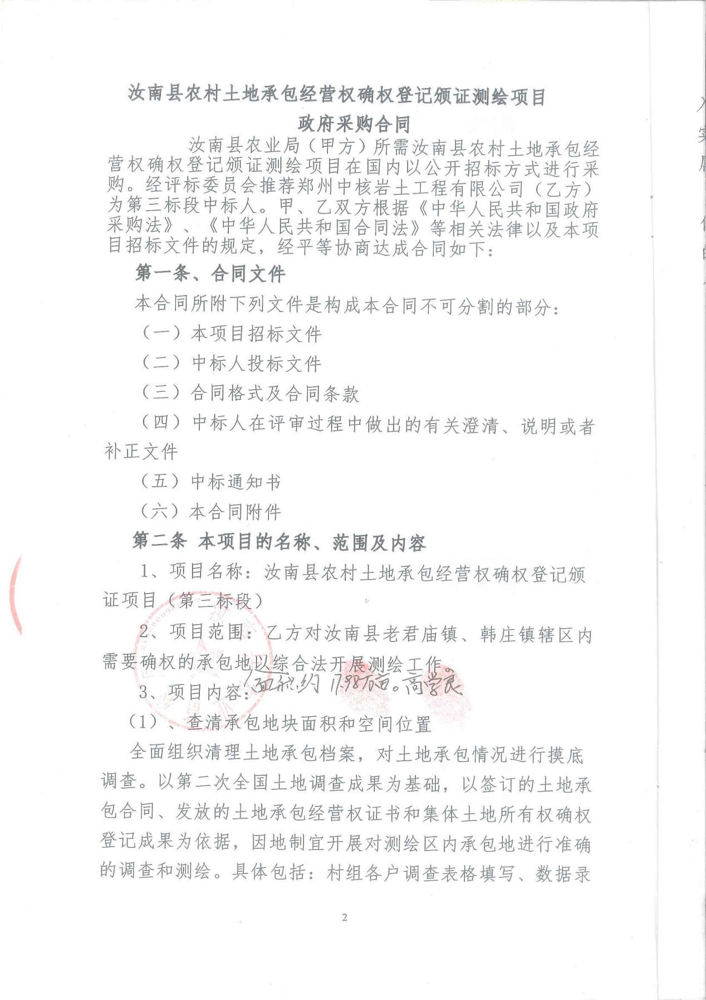 汝南县农村土地承包经营权确权登记颁证测绘项目
政府采购合同
汝南县农业局（甲方）所需汝南县农村土地承包经
营权确权登记颁证测绘项目在国内以公开招标方式进行采
购。经评标委员会推荐郑州中核岩土工程有限公司（乙方）
为第三标段中标人。甲、乙双方根据《中华人民共和国政府
采购法》、《中华人民共和国合同法》等相关法律以及本项
目招标文件的规定，经平等协商达成合同如下：
第一条、合同文件
本合同所附下列文件是构成本合同不可分割的部分：
（一）本项目招标文件
（二）中标人投标文件
（三）合同格式及合同条款
（四）中标人在评审过程中做出的有关澄清、说明或者
补正文件
（五）中标通知书
（六）本合同附件
第二条 本项目的名称、范围及内容
1、项目名称：汝南县农村土地承包经营权确权登记颁
证项目（第三标段）
2、项目范围：乙方对汝南县老君庙镇、韩庄镇辖区内
需要确权的承包地以综合法开展测绘工作。
面积约17.98万亩。高学良
3、项目内容：
（1）、查清承包地块面积和空间位置
全面组织清理土地承包档案，对土地承包情况进行摸底
调查。以第二次全国土地调查成果为基础，以签订的土地承
包合同、发放的土地承包经营权证书和集体土地所有权确权
登记成果为依据，因地制宜开展对测绘区内承包地进行准确
的调查和测绘。具体包括：村组各户调查表格填写、数据录
2